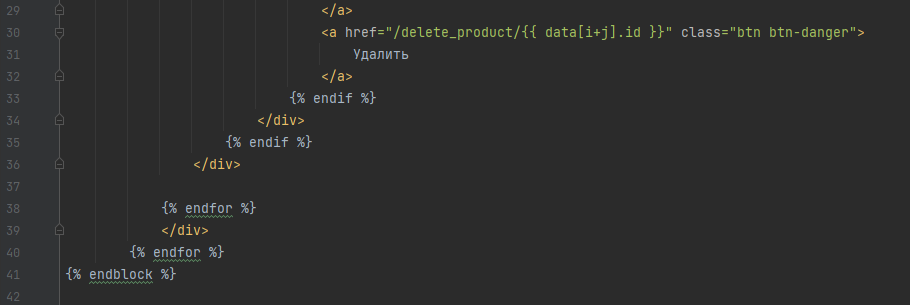 29 </a>
30 <a href="/delete_product/{{ data[i+j].id }}" class="btn btn-danger">
31 Удалить
32 </a>
33 {% endif %}
34 </div>
35 {% endif %}
36 </div>
37
38 {% endfor %}
39 </div>
40 {% endfor %}
41 {% endblock %}
42